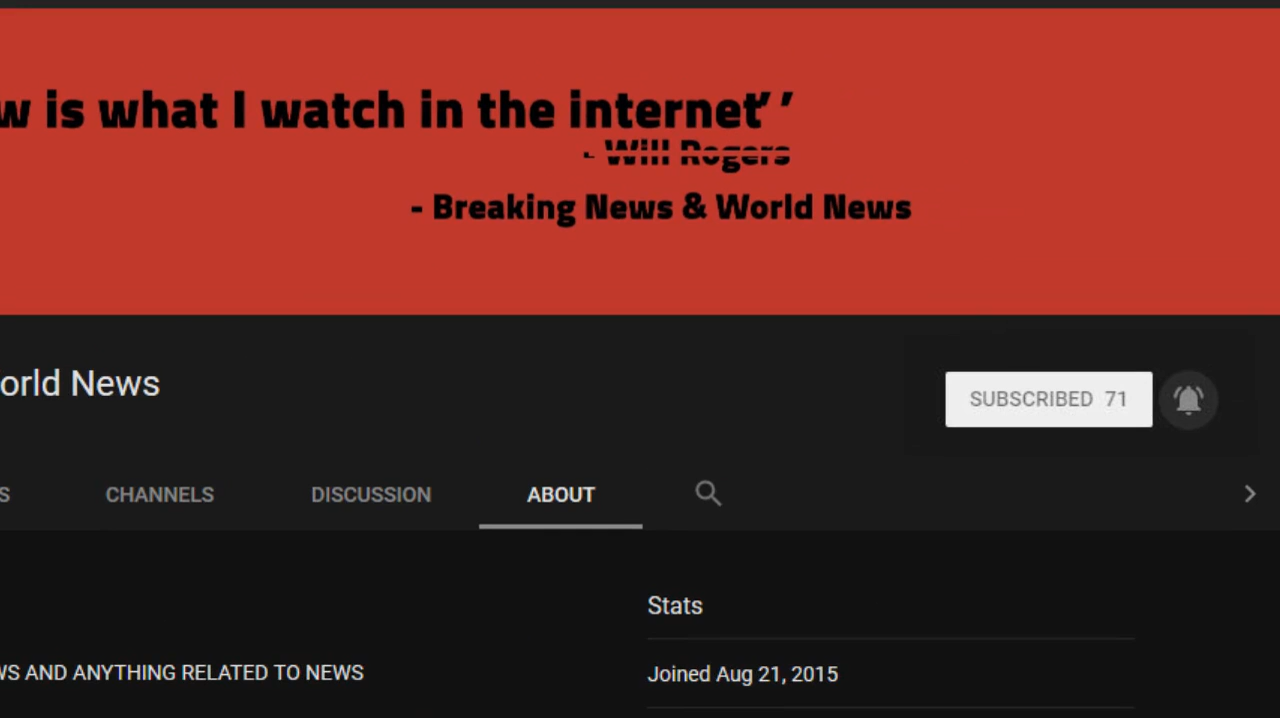 w is what I watch in the internet’’
- Will Rogers
- Breaking News & World News
orld News
SUBSCRIBED 71
S CHANNELS DISCUSSION ABOUT
Stats
WS AND ANYTHING RELATED TO NEWS
Joined Aug 21, 2015